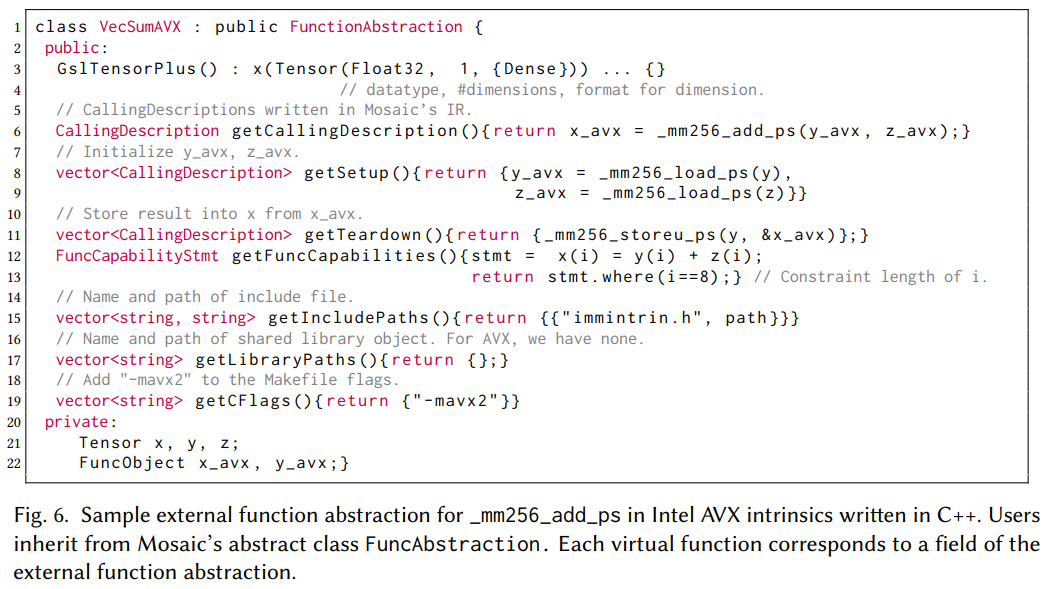 1 class VecSumAVX : public FunctionAbstraction {
2 public:
3 GslTensorPlus() : x(Tensor(Float32, 1, {Dense})) ... {}
4 // datatype, #dimensions, format for dimension.
5 // CallingDescriptions written in Mosaic's IR.
6 CallingDescription getCallingDescription(){return x_avx = _mm256_add_ps(y_avx, z_avx);}
7 // Initialize y_avx, z_avx.
8 vector<CallingDescription> getSetup(){return {y_avx = _mm256_load_ps(y),
9 z_avx = _mm256_load_ps(z)}}
10 // Store result into x from x_avx.
11 vector<CallingDescription> getTeardown(){return {_mm256_storeu_ps(y, &x_avx)};}
12 FuncCapabilityStmt getFuncCapabilities(){stmt = x(i) = y(i) + z(i);
13 return stmt.where(i==8);} // Constraint length of i.
14 // Name and path of include file.
15 vector<string, string> getIncludePaths(){return {{"immintrin.h", path}}}
16 // Name and path of shared library object. For AVX, we have none.
17 vector<string> getLibraryPaths(){return {};}
18 // Add "-mavx2" to the Makefile flags.
19 vector<string> getCFlags(){return {"-mavx2"}}
20 private:
21 Tensor x, y, z;
22 FuncObject x_avx, y_avx;}
Fig. 6. Sample external function abstraction for _mm256_add_ps in Intel AVX intrinsics written in C++. Users
inherit from Mosaic's abstract class FuncAbstraction. Each virtual function corresponds to a field of the
external function abstraction.